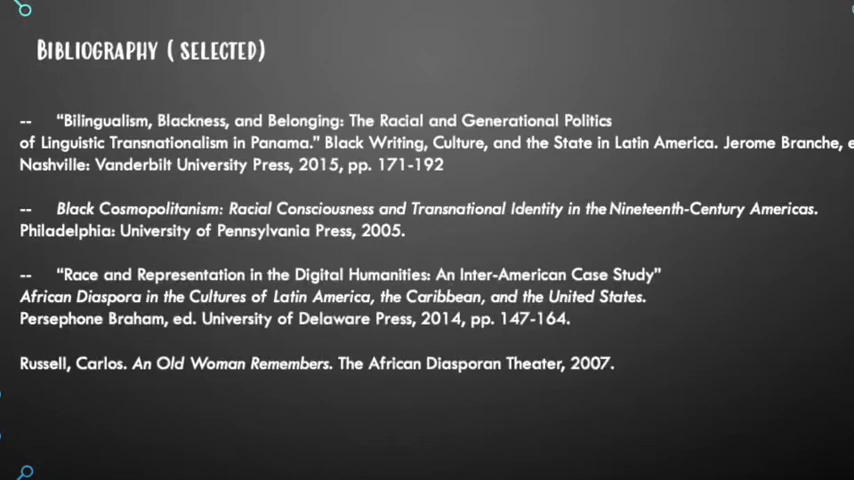 BIBLIOGRAPHY ( SELECTED)
-- “Bilingualism, Blackness, and Belonging: The Racial and Generational Politics
of Linguistic Transnationalism in Panama.” Black Writing, Culture, and the State in Latin America. Jerome Branche, e
Nashville: Vanderbilt University Press, 2015, pp. 171-192
-- Black Cosmopolitanism: Racial Consciousness and Transnational Identity in the Nineteenth-Century Americas.
Philadelphia: University of Pennsylvania Press, 2005.
-- “Race and Representation in the Digital Humanities: An Inter-American Case Study”
African Diaspora in the Cultures of Latin America, the Caribbean, and the United States.
Persephone Braham, ed. University of Delaware Press, 2014, pp. 147-164.
Russell, Carlos. An Old Woman Remembers. The African Diasporan Theater, 2007.